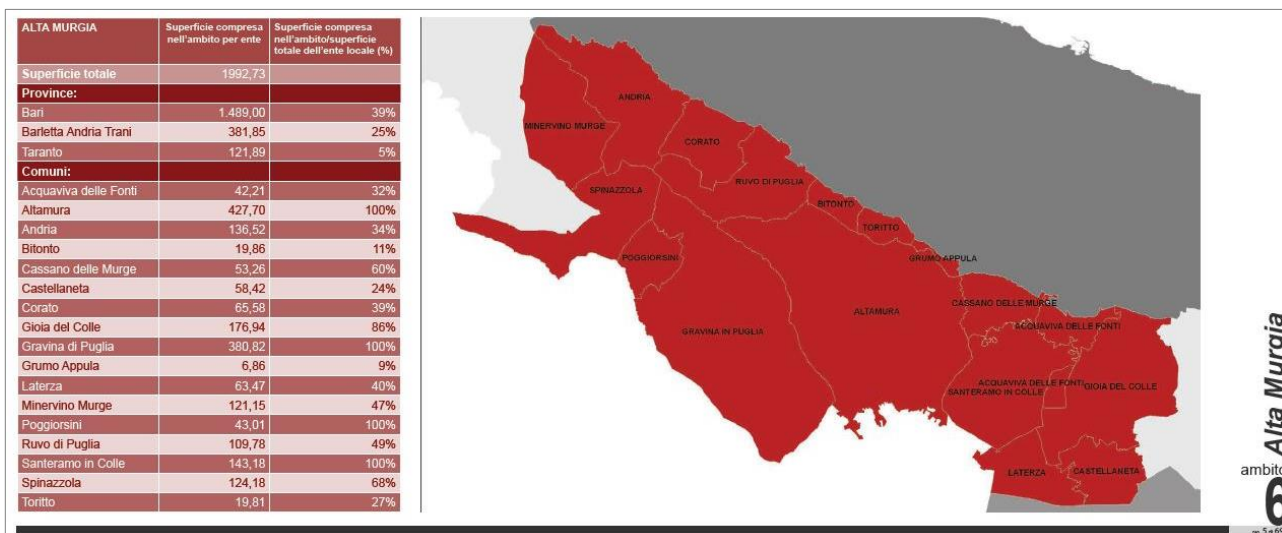 ALTA MURGIA Superficie compresa nell'ambito per ente Superficie compresa nell'ambito/superficie totale dell'ente locale (%)
Superficie totale 1992,73
Province:
Bari 1.489,00 39%
Barletta Andria Trani 381,85 25%
Taranto 121,89 5%
Comuni:
Acquaviva delle Fonti 42,21 32%
Altamura 427,70 100%
Andria 136,52 34%
Bitonto 19,86 11%
Cassano delle Murge 53,26 60%
Castellaneta 58,42 24%
Corato 65,58 39%
Gioia del Colle 176,94 86%
Gravina di Puglia 380,82 100%
Grumo Appula 6,86 9%
Laterza 63,47 40%
Minervino Murge 121,15 47%
Poggiorsini 43,01 100%
Ruvo di Puglia 109,78 49%
Santeramo in Colle 143,18 100%
Spinazzola 124,18 68%
Toritto 19,81 27%
ANDRIA
MINERVINO MURGE
CORATO
RUVO DI PUGLIA
SPINAZZOLA
BITONTO
TORITTO
POGGIORSINI
GRUMO APPULA
CASSANO DELLE MURGE
ALTAMURA
ACQUAVIVA DELLE FONTI
GRAVINA IN PUGLIA
ACQUAVIVA DELLE FONTI
GIOIA DEL COLLE
SANTERAMO IN COLLE
LATERZA
CASTELLANETA
Alta Murgia
ambito
6